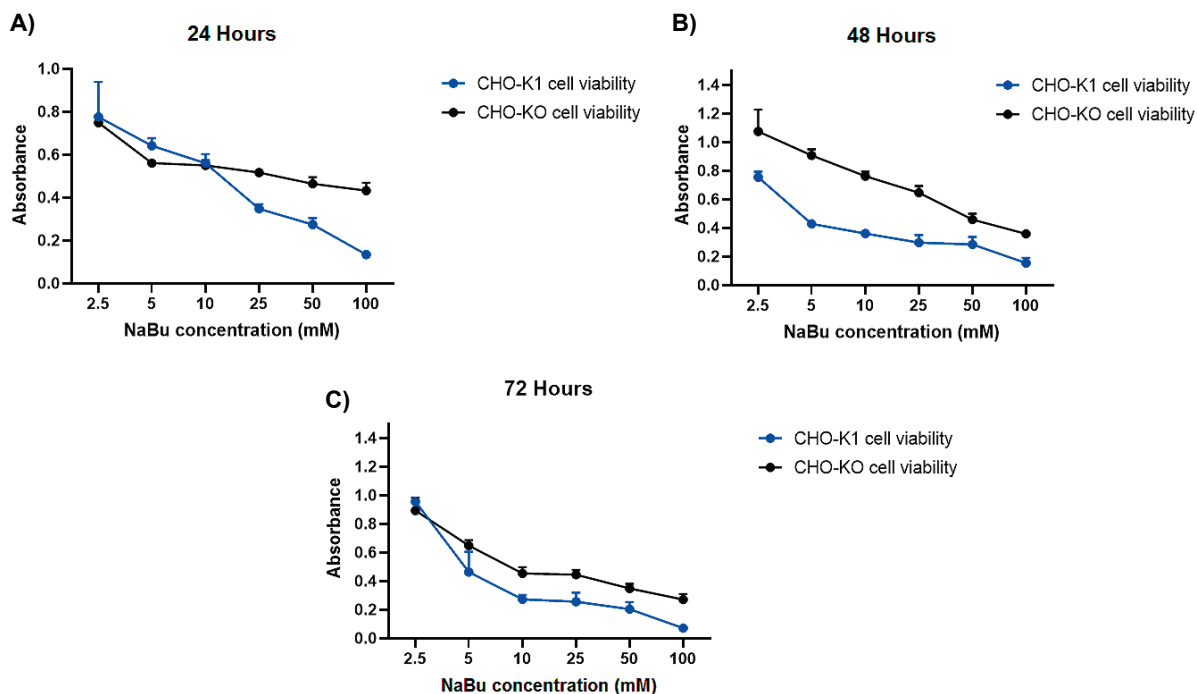 A)
24 Hours
Absorbance
1.0
0.8
0.6
0.4
0.2
0.0
2.5 5 10 25 50 100
NaBu concentration (mM)
CHO-K1 cell viability
CHO-KO cell viability
B)
48 Hours
Absorbance
1.4
1.2
1.0
0.8
0.6
0.4
0.2
0.0
2.5 5 10 25 50 100
NaBu concentration (mM)
CHO-K1 cell viability
CHO-KO cell viability
C)
72 Hours
Absorbance
1.4
1.2
1.0
0.8
0.6
0.4
0.2
0.0
2.5 5 10 25 50 100
NaBu concentration (mM)
CHO-K1 cell viability
CHO-KO cell viability